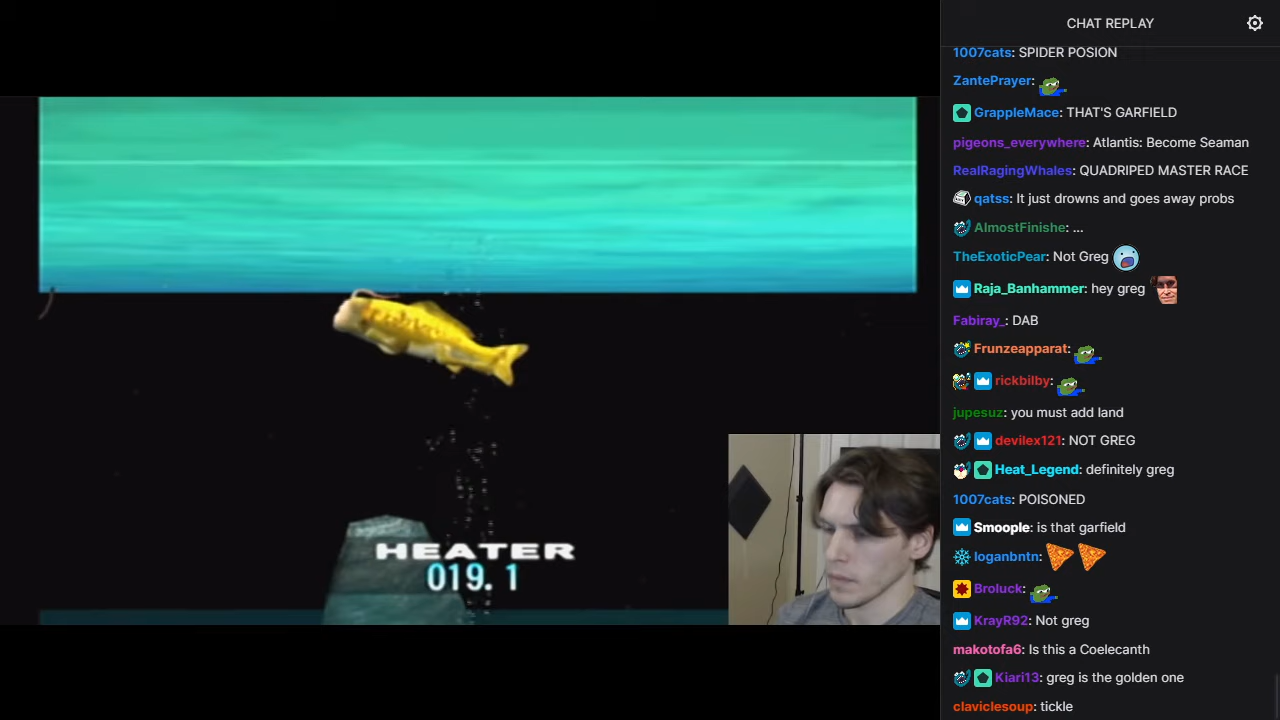 CHAT REPLAY
1007cats: SPIDER POSION
ZantePrayer:
GrappleMace: THAT'S GARFIELD
pigeons_everywhere: Atlantis: Become Seaman
RealRagingWhales: QUADRIPED MASTER RACE
qatss: It just drowns and goes away probs
AlmostFinishe: ...
TheExoticPear: Not Greg
Raja_Banhammer: hey greg
Fabiray_: DAB
Frunzeapparat:
rickbilby:
jupesuz: you must add land
devilex121: NOT GREG
Heat_Legend: definitely greg
1007cats: POISONED
Smoople: is that garfield
loganbntn:
Broluck:
KrayR92: Not greg
makotofa6: Is this a Coelecanth
Kiari13: greg is the golden one
claviclesoup: tickle
HEATER
019.1